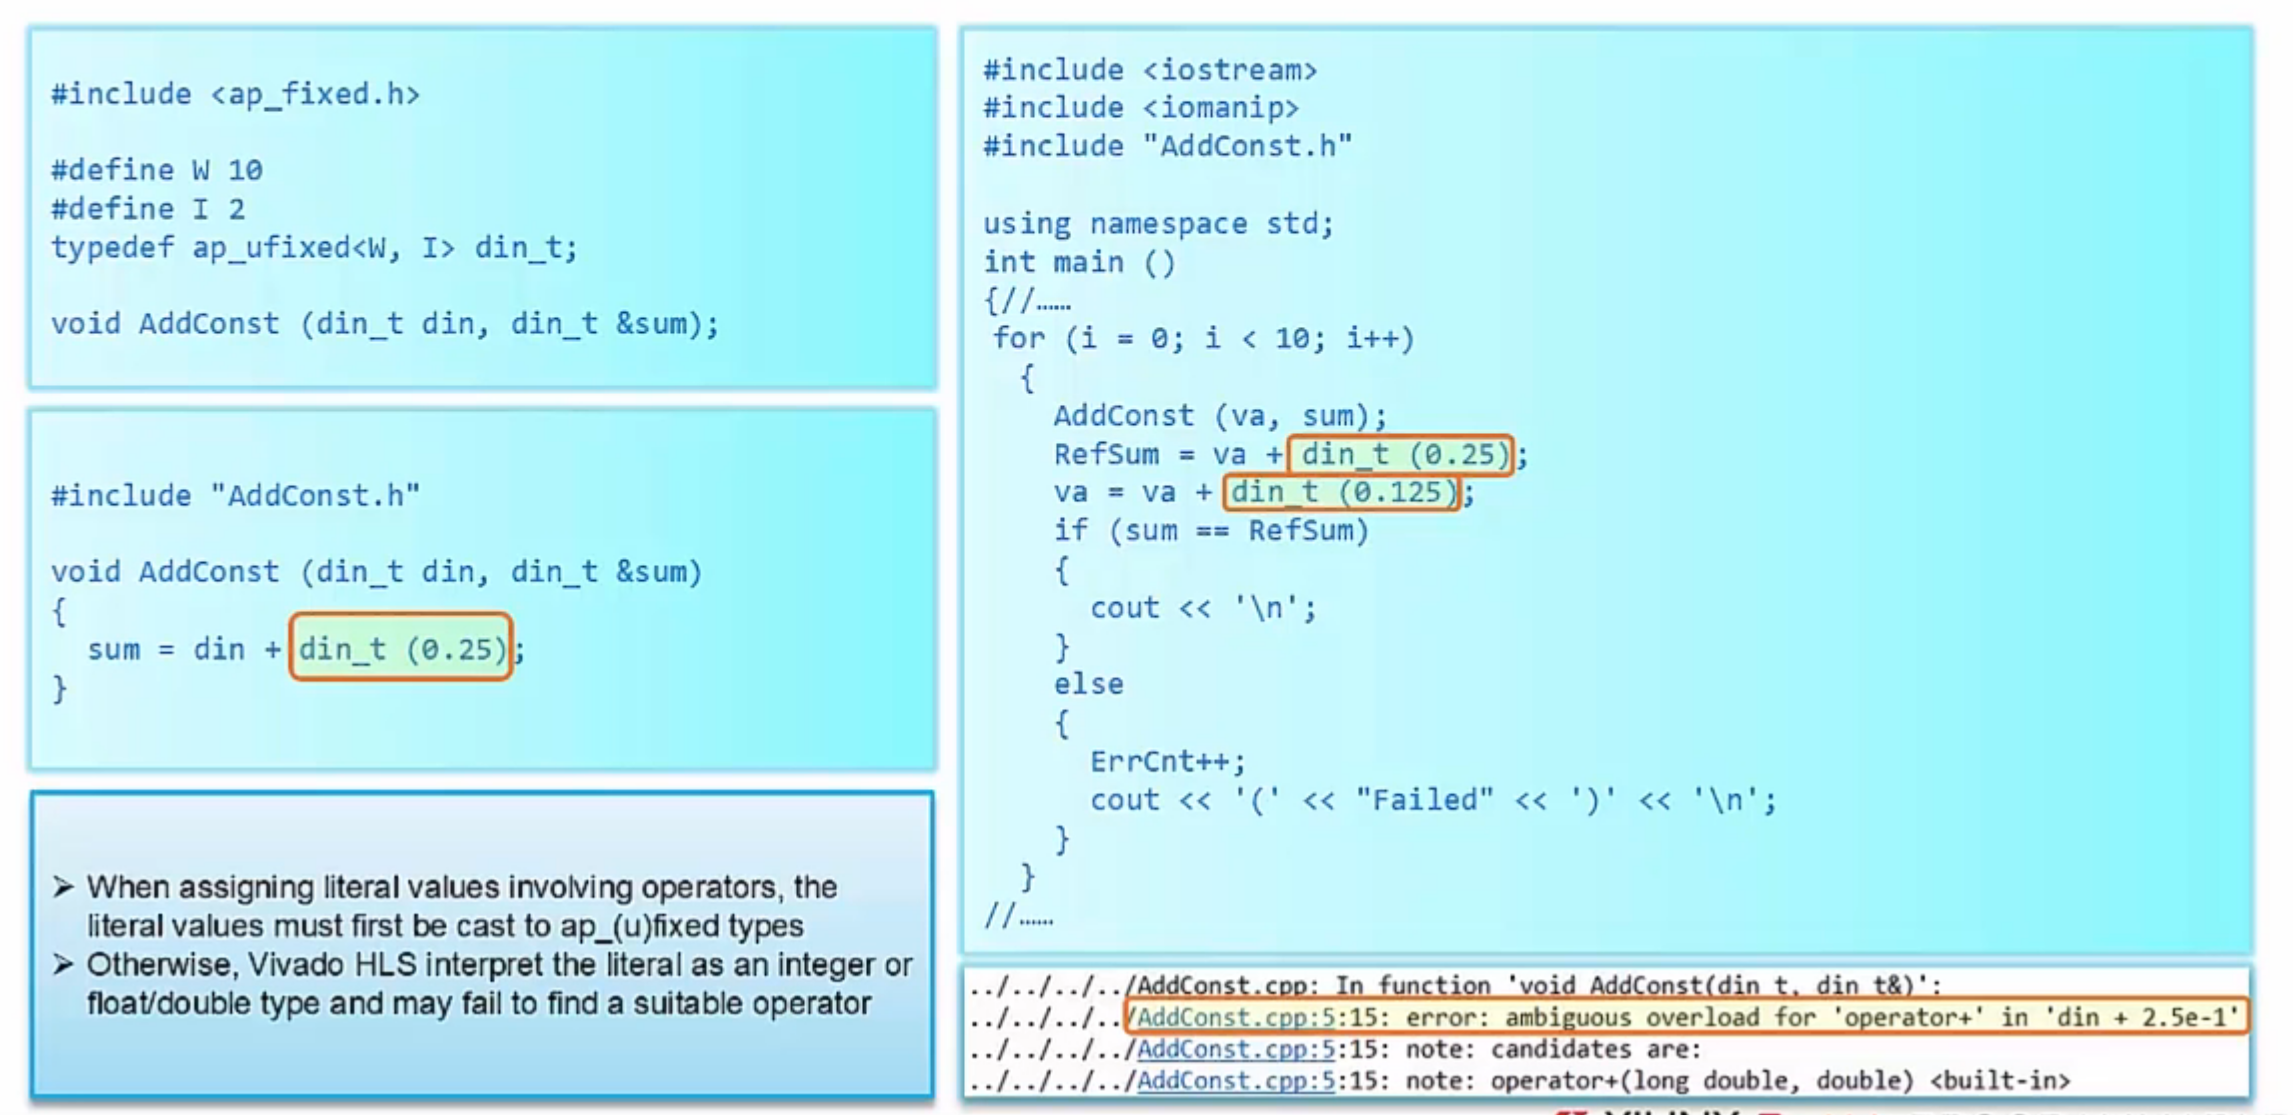 #include <ap_fixed.h>
#define W 10
#define I 2
typedef ap_ufixed<W, I> din_t;
void AddConst (din_t din, din_t &sum);
#include "AddConst.h"
void AddConst (din_t din, din_t &sum)
{
sum = din + din_t (0.25);
}
➢ When assigning literal values involving operators, the
literal values must first be cast to ap_(u)fixed types
➢ Otherwise, Vivado HLS interpret the literal as an integer or
float/double type and may fail to find a suitable operator
#include <iostream>
#include <iomanip>
#include "AddConst.h"
using namespace std;
int main ()
{//……
for (i = 0; i < 10; i++)
{
AddConst (va, sum);
RefSum = va + din_t (0.25);
va = va + din_t (0.125);
if (sum == RefSum)
{
cout << '\n';
}
else
{
ErrCnt++;
cout << '(' << "Failed" << ')' << '\n';
}
}
//……
../../../../AddConst.cpp: In function 'void AddConst(din_t, din_t&)':
../../../../AddConst.cpp:5:15: error: ambiguous overload for 'operator+' in 'din + 2.5e-1'
../../../../AddConst.cpp:5:15: note: candidates are:
../../../../AddConst.cpp:5:15: note: operator+(long double, double) <built-in>